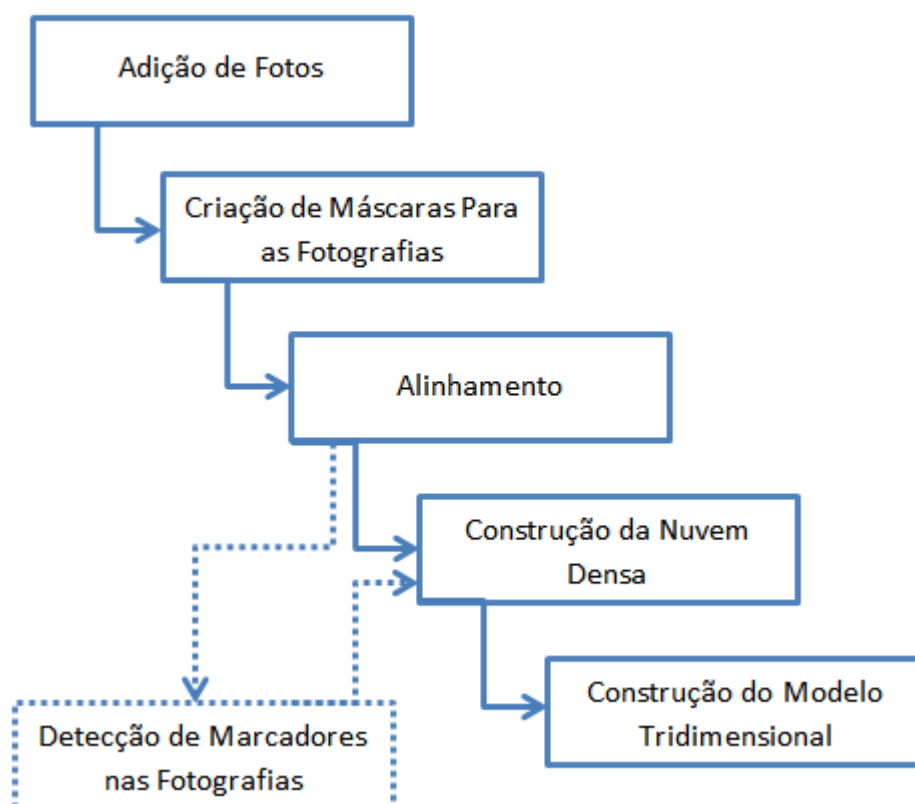 Adição de Fotos
Criação de Máscaras Para
as Fotografias
Alinhamento
Construção da Nuvem
Densa
Construção do Modelo
Tridimensional
Detecção de Marcadores
nas Fotografias